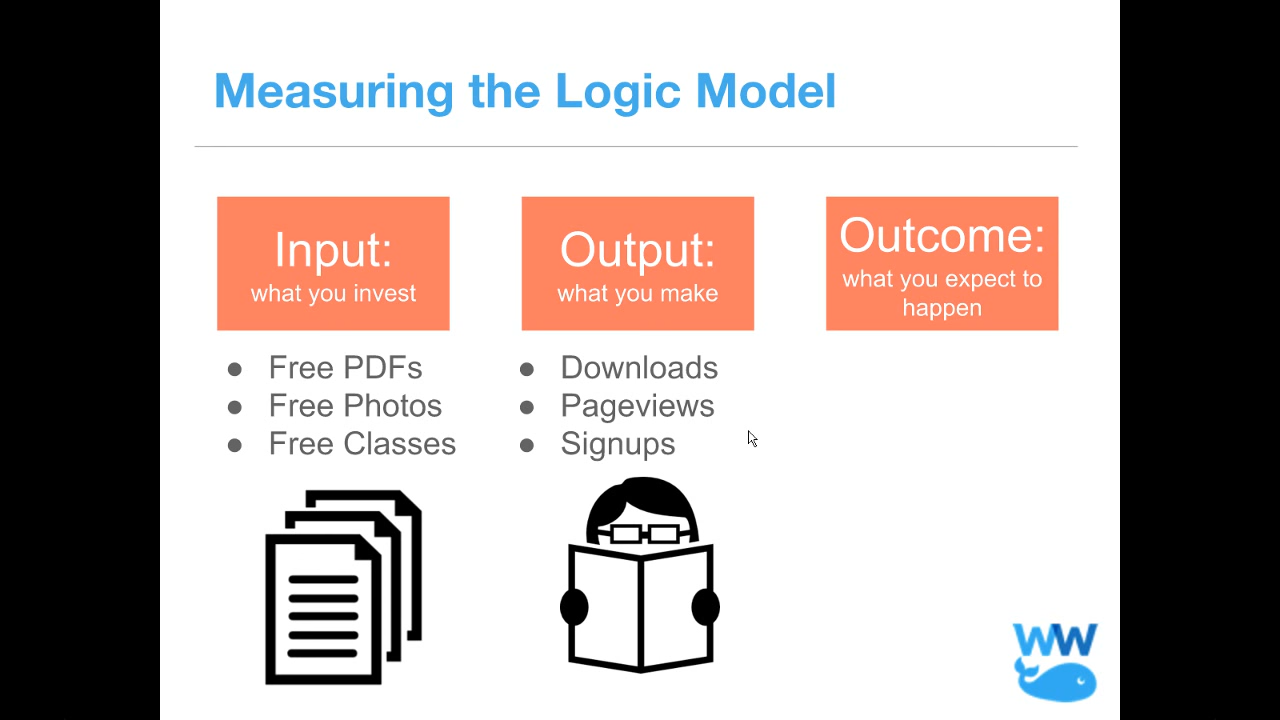 Measuring the Logic Model
Input:
what you invest
Output:
what you make
Outcome:
what you expect to
happen
● Free PDFs
● Free Photos
● Free Classes
● Downloads
● Pageviews
● Signups
WW